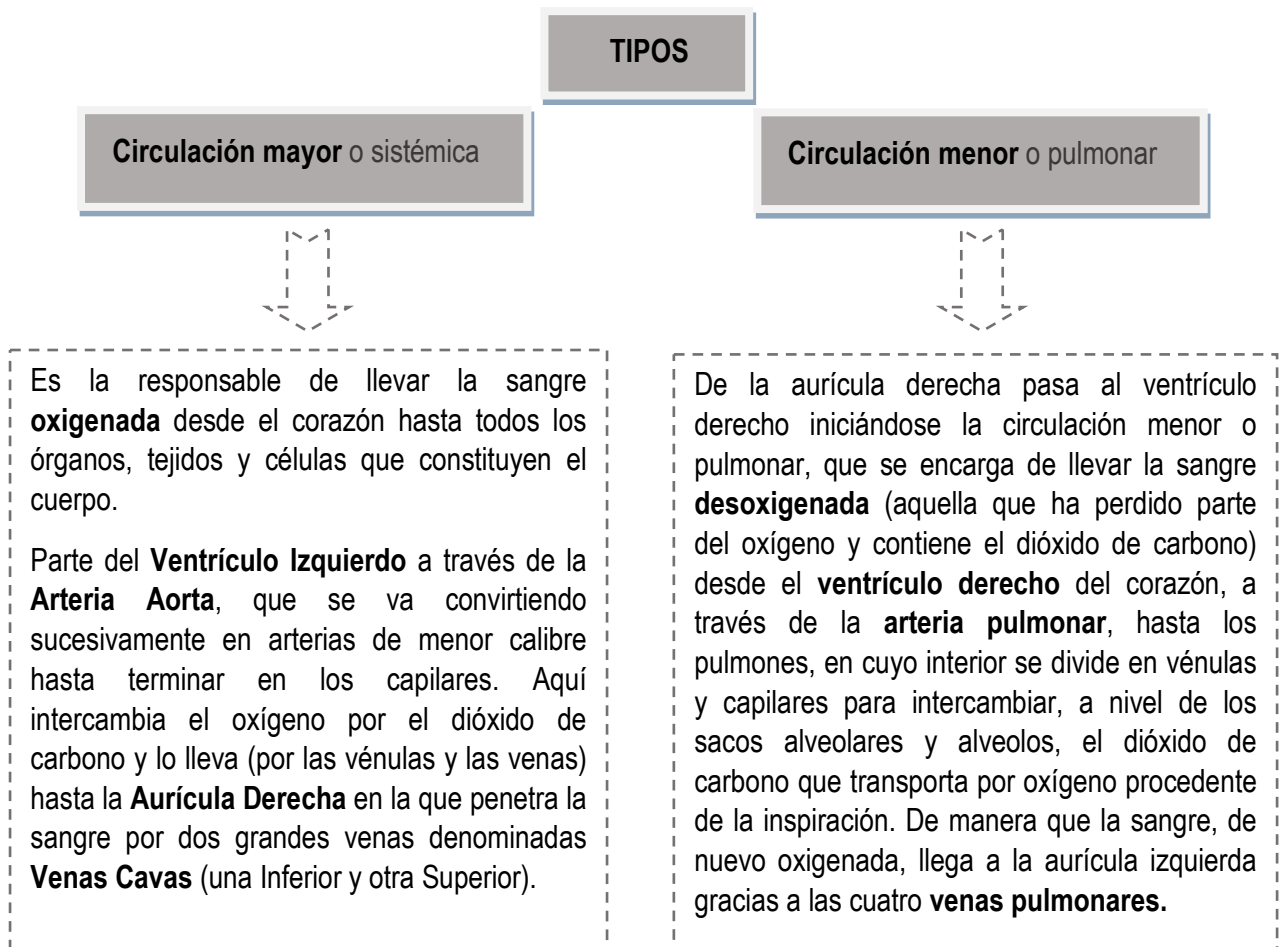 TIPOS
Circulación mayor o sistémica
Es la responsable de llevar la sangre
oxigenada desde el corazón hasta todos los
órganos, tejidos y células que constituyen el
cuerpo.
Parte del Ventrículo Izquierdo a través de la
Arteria Aorta, que se va convirtiendo
sucesivamente en arterias de menor calibre
hasta terminar en los capilares. Aquí
intercambia el oxígeno por el dióxido de
carbono y lo lleva (por las vénulas y las venas)
hasta la Aurícula Derecha en la que penetra la
sangre por dos grandes venas denominadas
Venas Cavas (una Inferior y otra Superior).
Circulación menor o pulmonar
De la aurícula derecha pasa al ventrículo
derecho iniciándose la circulación menor o
pulmonar, que se encarga de llevar la sangre
desoxigenada (aquella que ha perdido parte
del oxígeno y contiene el dióxido de carbono)
desde el ventrículo derecho del corazón, a
través de la arteria pulmonar, hasta los
pulmones, en cuyo interior se divide en vénulas
y capilares para intercambiar, a nivel de los
sacos alveolares y alveolos, el dióxido de
carbono que transporta por oxígeno procedente
de la inspiración. De manera que la sangre, de
nuevo oxigenada, llega a la aurícula izquierda
gracias a las cuatro venas pulmonares.